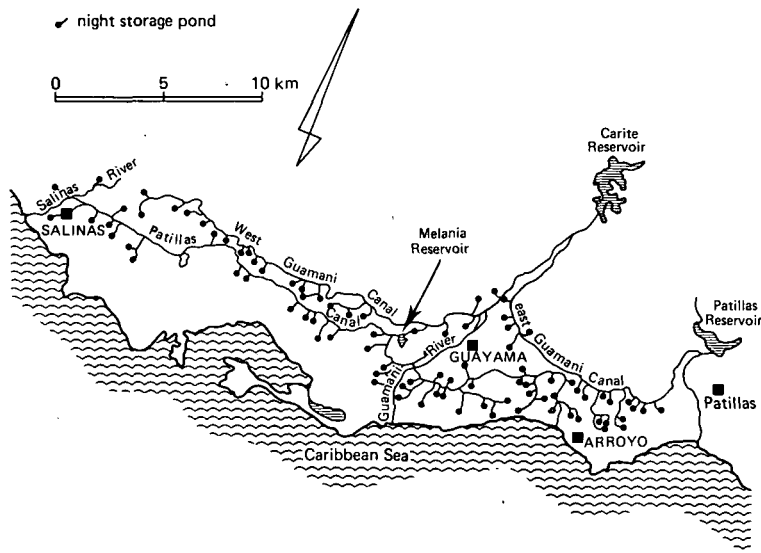 night storage pond
0 5 10 km
Carite
Reservoir
Salinas River
SALINAS
Patillas
West
Guamani
Canal
Canal
Melania
Reservoir
Patillas
Reservoir
east Guamani Canal
River
GUAYAMA
Guamani
Patillas
ARROYO
Caribbean Sea